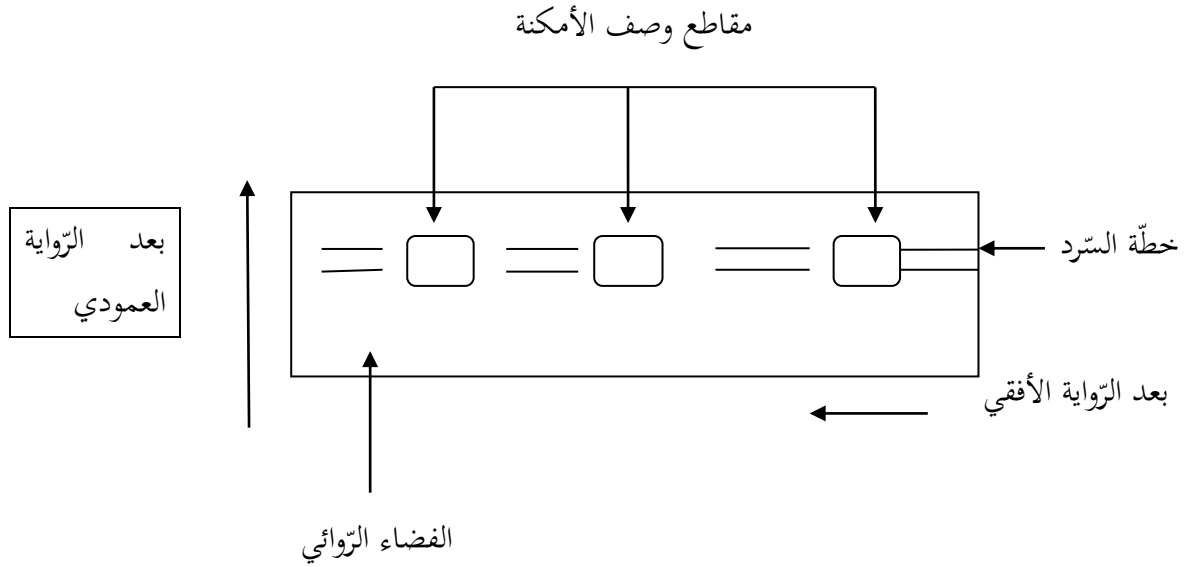 مقاطع وصف الأمكنة
خطّة السّرد
بعد الرّواية
العمودي
بعد الرّواية الأفقي
الفضاء الرّوائي